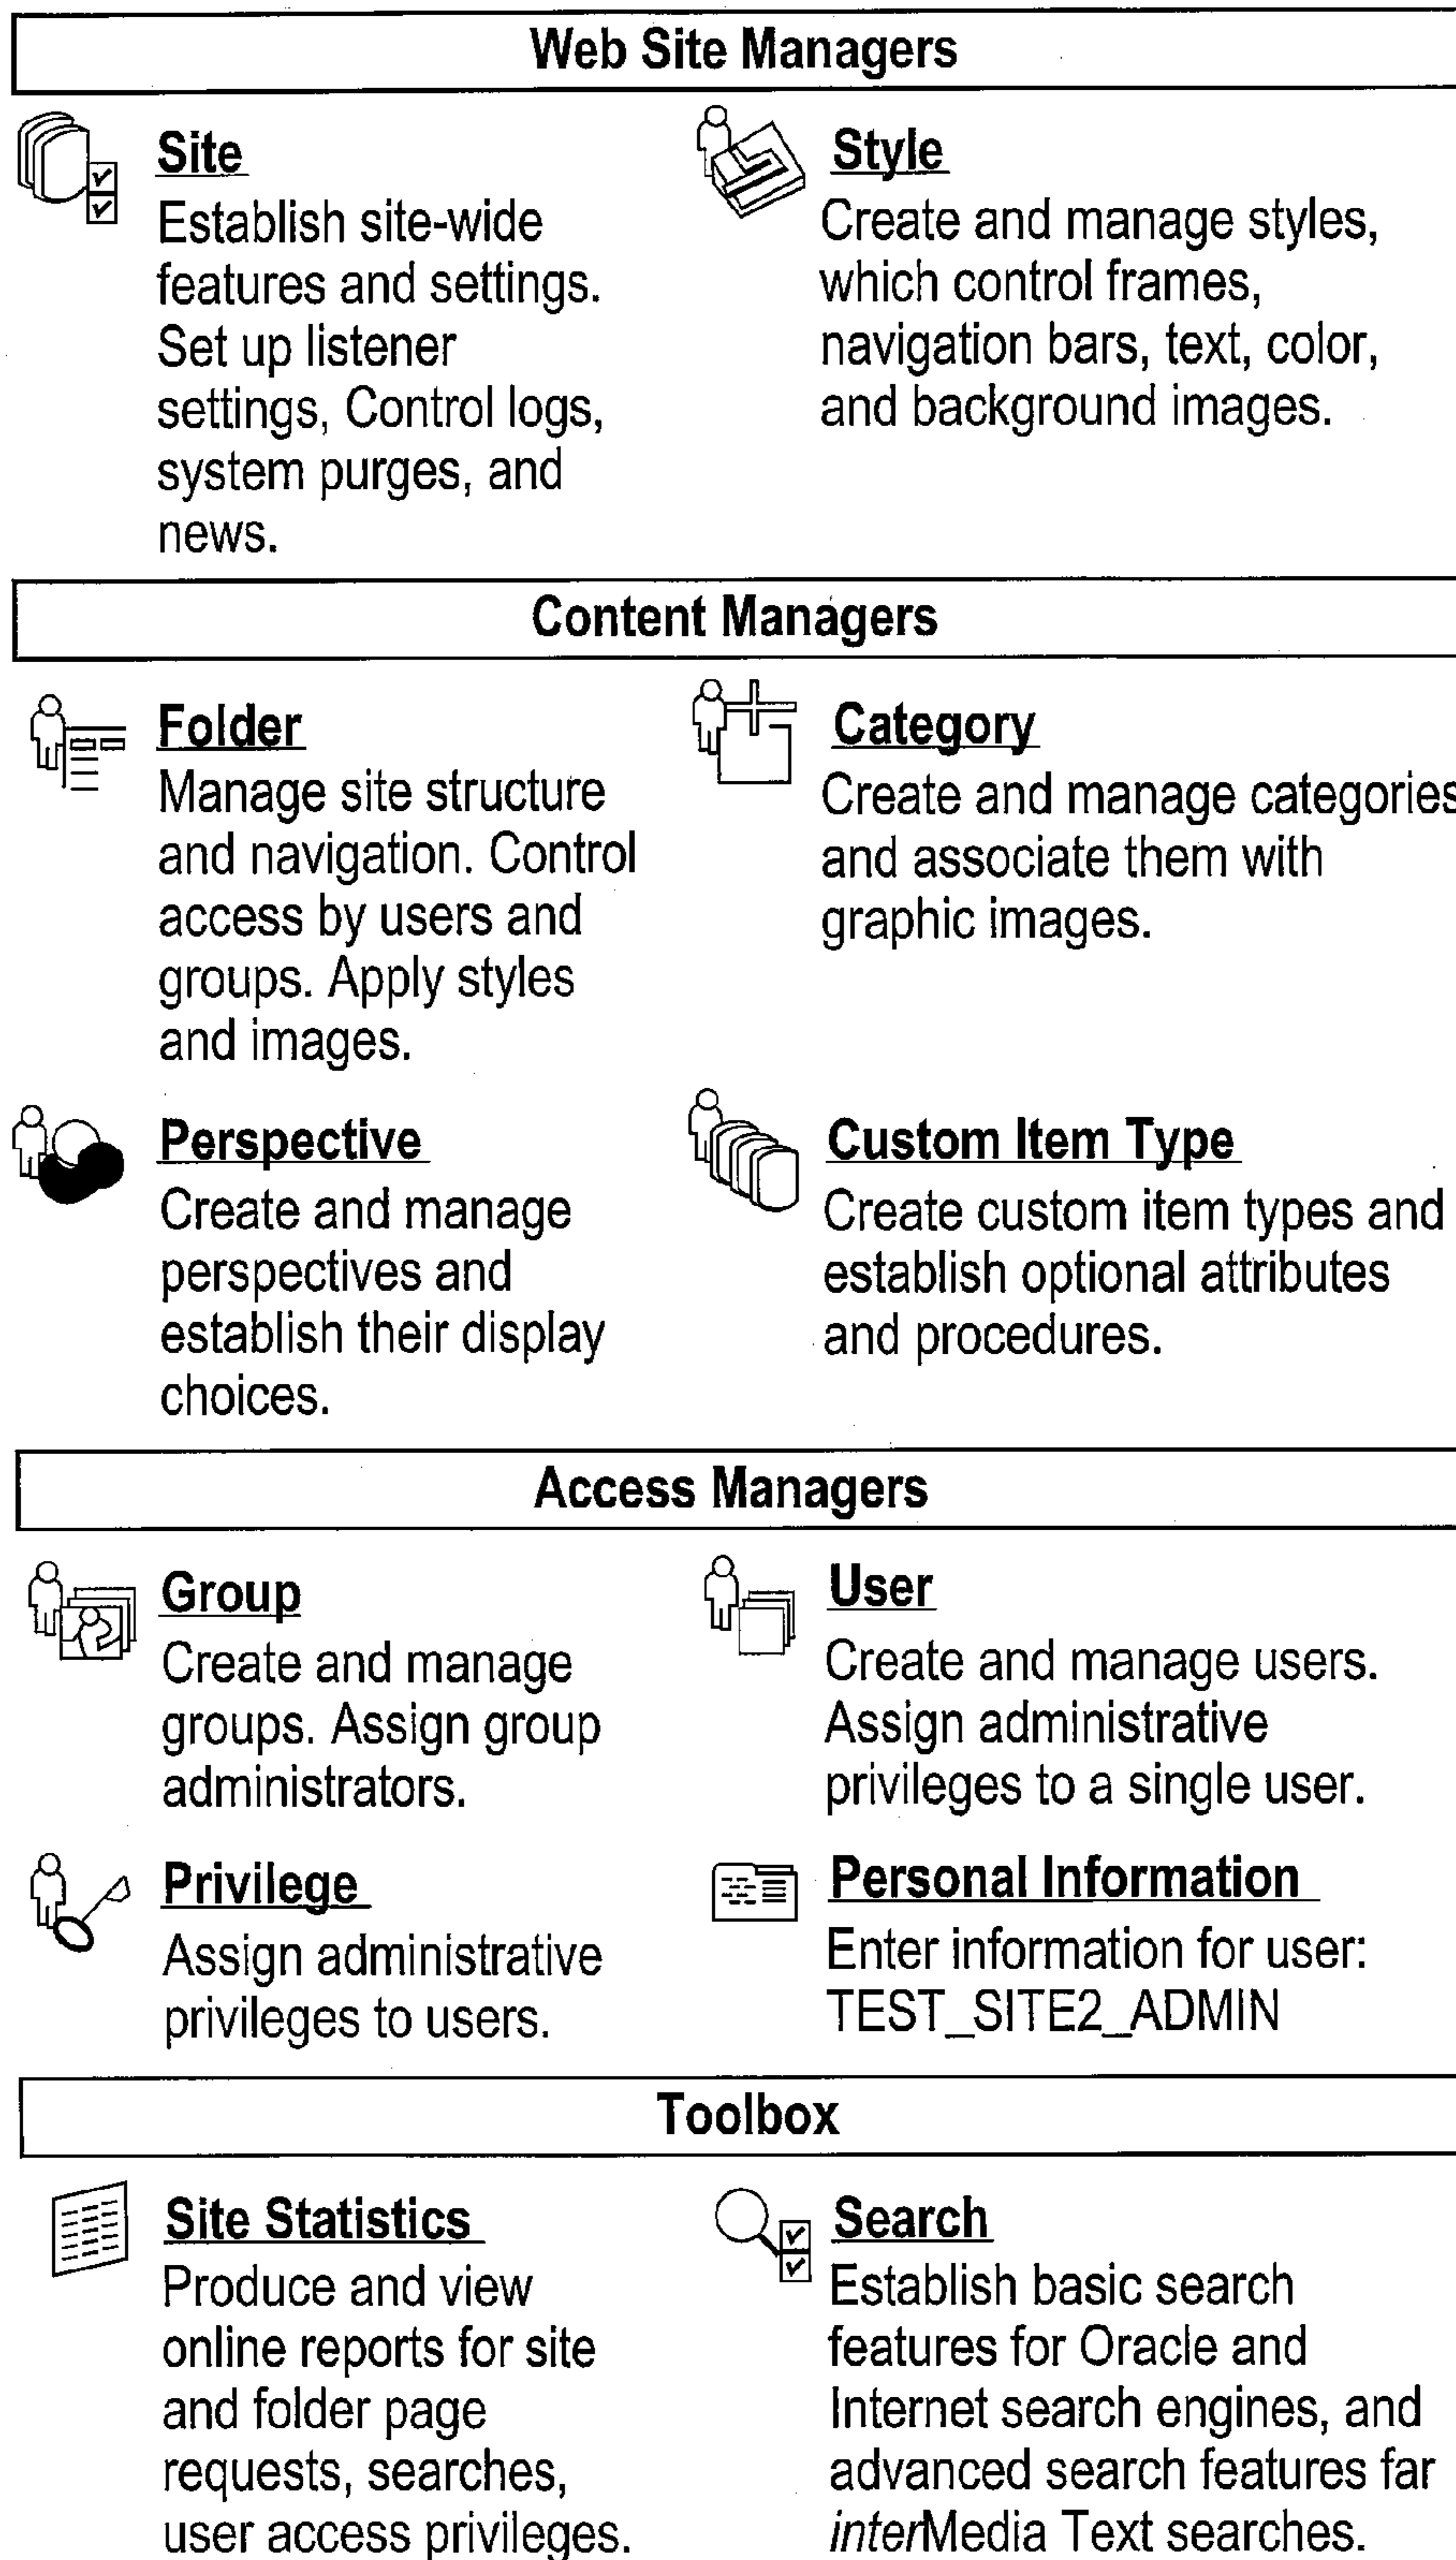 Web Site Managers
Site
Establish site-wide
features and settings.
Set up listener
settings, Control logs,
system purges, and
news.
Style
Create and manage styles,
which control frames,
navigation bars, text, color,
and background images.
Content Managers
Folder
Manage site structure
and navigation. Control
access by users and
groups. Apply styles
and images.
Category
Create and manage categories
and associate them with
graphic images.
Perspective
Create and manage
perspectives and
establish their display
choices.
Custom Item Type
Create custom item types and
establish optional attributes
and procedures.
Access Managers
Group
Create and manage
groups. Assign group
administrators.
User
Create and manage users.
Assign administrative
privileges to a single user.
Privilege
Assign administrative
privileges to users.
Personal Information
Enter information for user:
TEST_SITE2_ADMIN
Toolbox
Site Statistics
Produce and view
online reports for site
and folder page
requests, searches,
user access privileges.
Search
Establish basic search
features for Oracle and
Internet search engines, and
advanced search features far
interMedia Text searches.